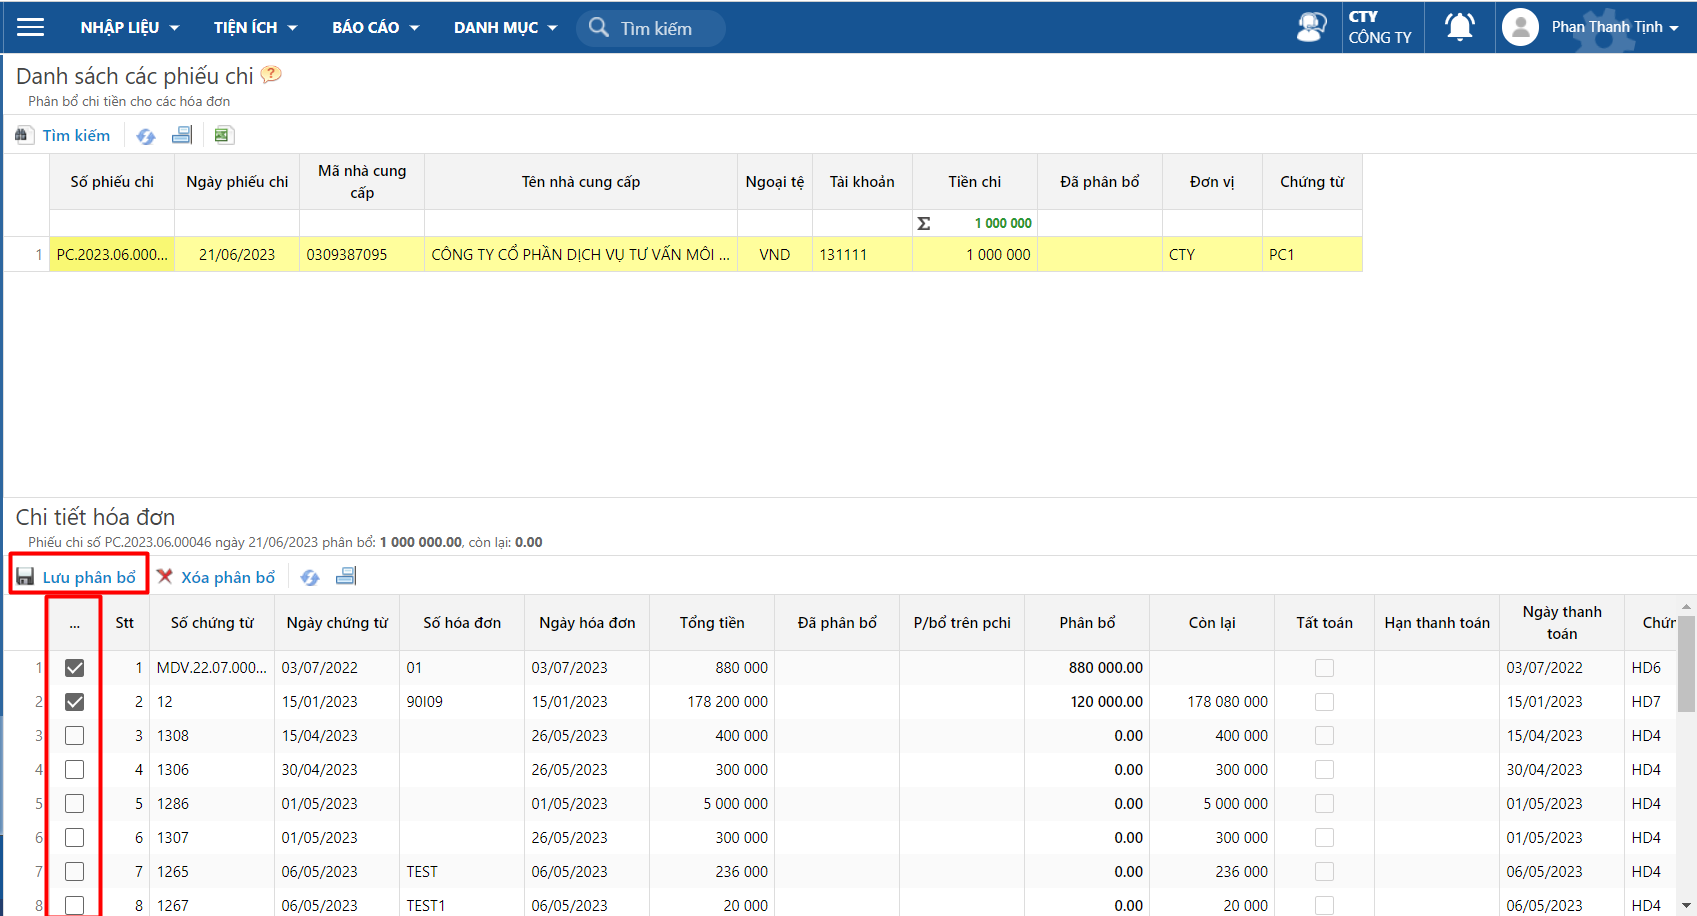 NHẬP LIỆU TIỆN ÍCH BÁO CÁO DANH MỤC Tìm kiếm CTY CÔNG TY Phan Thanh Tịnh
Danh sách các phiếu chi ?
Phân bổ chi tiền cho các hóa đơn
Tìm kiếm
Số phiếu chi Ngày phiếu chi Mã nhà cung cấp Tên nhà cung cấp Ngoại tệ Tài khoản Tiền chi Đã phân bổ Đơn vị Chứng từ
Σ 1 000 000
1 PC.2023.06.000... 21/06/2023 0309387095 CÔNG TY CỔ PHẦN DỊCH VỤ TƯ VẤN MÔI ... VND 131111 1 000 000 CTY PC1
Chi tiết hóa đơn
Phiếu chi số PC.2023.06.00046 ngày 21/06/2023 phân bổ: 1 000 000.00, còn lại: 0.00
Lưu phân bổ Xóa phân bổ
... Stt Số chứng từ Ngày chứng từ Số hóa đơn Ngày hóa đơn Tổng tiền Đã phân bổ P/bổ trên pchi Phân bổ Còn lại Tất toán Hạn thanh toán Ngày thanh toán Chứn
1 1 MDV.22.07.000... 03/07/2022 01 03/07/2023 880 000 880 000.00 03/07/2022 HD6
2 2 12 15/01/2023 90I09 15/01/2023 178 200 000 120 000.00 178 080 000 15/01/2023 HD7
3 3 1308 15/04/2023 26/05/2023 400 000 0.00 400 000 15/04/2023 HD4
4 4 1306 30/04/2023 26/05/2023 300 000 0.00 300 000 30/04/2023 HD4
5 5 1286 01/05/2023 01/05/2023 5 000 000 0.00 5 000 000 01/05/2023 HD4
6 6 1307 01/05/2023 26/05/2023 300 000 0.00 300 000 01/05/2023 HD4
7 7 1265 06/05/2023 TEST 06/05/2023 236 000 0.00 236 000 06/05/2023 HD4
8 8 1267 06/05/2023 TEST1 06/05/2023 20 000 0.00 20 000 06/05/2023 HD4